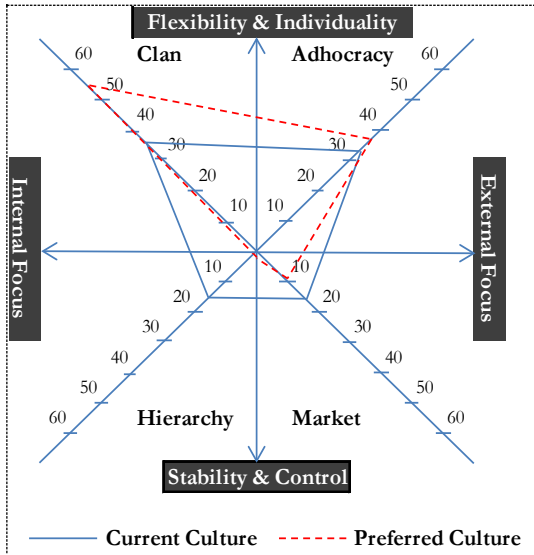 Flexibility & Individuality
Clan
Adhocracy
60
60
50
50
40
40
30
30
20
20
10
10
Internal Focus
External Focus
10
10
20
20
30
30
40
40
50
50
60
60
Hierarchy
Market
Stability & Control
Current Culture
Preferred Culture